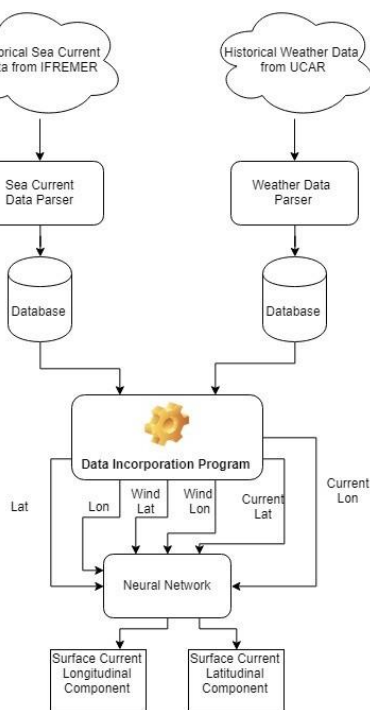 orical Sea Current
ta from IFREMER
Historical Weather Data
from UCAR
Sea Current
Data Parser
Weather Data
Parser
Database
Database
Data Incorporation Program
Lat
Lon
Wind
Lat
Wind
Lon
Current
Lat
Current
Lon
Neural Network
Surface Current
Longitudinal
Component
Surface Current
Latitudinal
Component